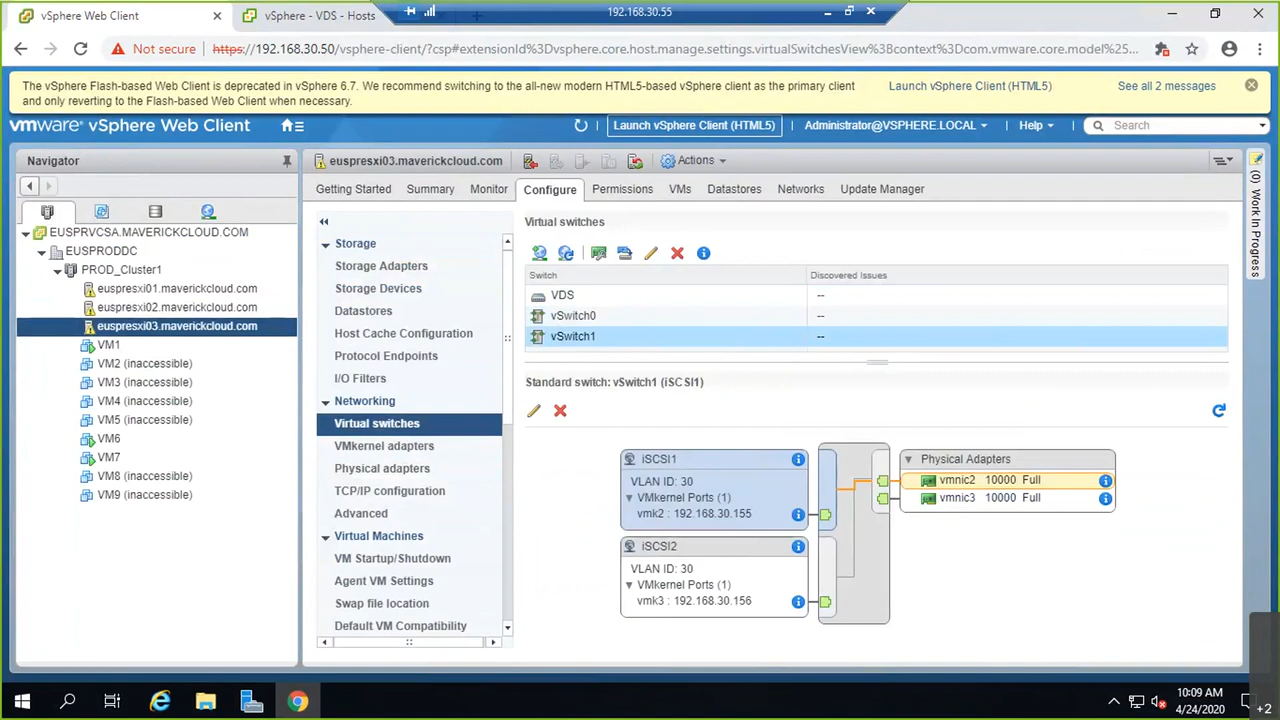 192.168.30.55
vSphere Web Client
vSphere - VDS - Hosts
Not secure
https://192.168.30.50/vsphere-client/?csp#extensionId%3Dvsphere.core.host.manage.settings.virtualSwitchesView%3Bcontext%3Dcom.vmware.core.model%25...
The vSphere Flash-based Web Client is deprecated in vSphere 6.7. We recommend switching to the all-new modern HTML5-based vSphere client as the primary client
and only reverting to the Flash-based Web Client when necessary.
Launch vSphere Client (HTML5)
See all 2 messages
vmware® vSphere Web Client
Launch vSphere Client (HTML5)
Administrator@VSPHERE.LOCAL
Help
Search
Navigator
EUSPRVCSA.MAVERICKCLOUD.COM
EUSPRODDC
PROD_Cluster1
euspresxi01.maverickcloud.com
euspresxi02.maverickcloud.com
euspresxi03.maverickcloud.com
VM1
VM2 (inaccessible)
VM3 (inaccessible)
VM4 (inaccessible)
VM5 (inaccessible)
VM6
VM7
VM8 (inaccessible)
VM9 (inaccessible)
euspresxi03.maverickcloud.com
Actions
Getting Started
Summary
Monitor
Configure
Permissions
VMs
Datastores
Networks
Update Manager
Storage
Storage Adapters
Storage Devices
Datastores
Host Cache Configuration
Protocol Endpoints
I/O Filters
Networking
Virtual switches
VMkernel adapters
Physical adapters
TCP/IP configuration
Advanced
Virtual Machines
VM Startup/Shutdown
Agent VM Settings
Swap file location
Default VM Compatibility
Virtual switches
Switch
Discovered Issues
VDS
--
vSwitch0
--
vSwitch1
--
Standard switch: vSwitch1 (iSCSI1)
iSCSI1
VLAN ID: 30
VMkernel Ports (1)
vmk2 : 192.168.30.155
iSCSI2
VLAN ID: 30
VMkernel Ports (1)
vmk3 : 192.168.30.156
Physical Adapters
vmnic2 10000 Full
vmnic3 10000 Full
(0) Work In Progress
10:09 AM
4/24/2020
+2